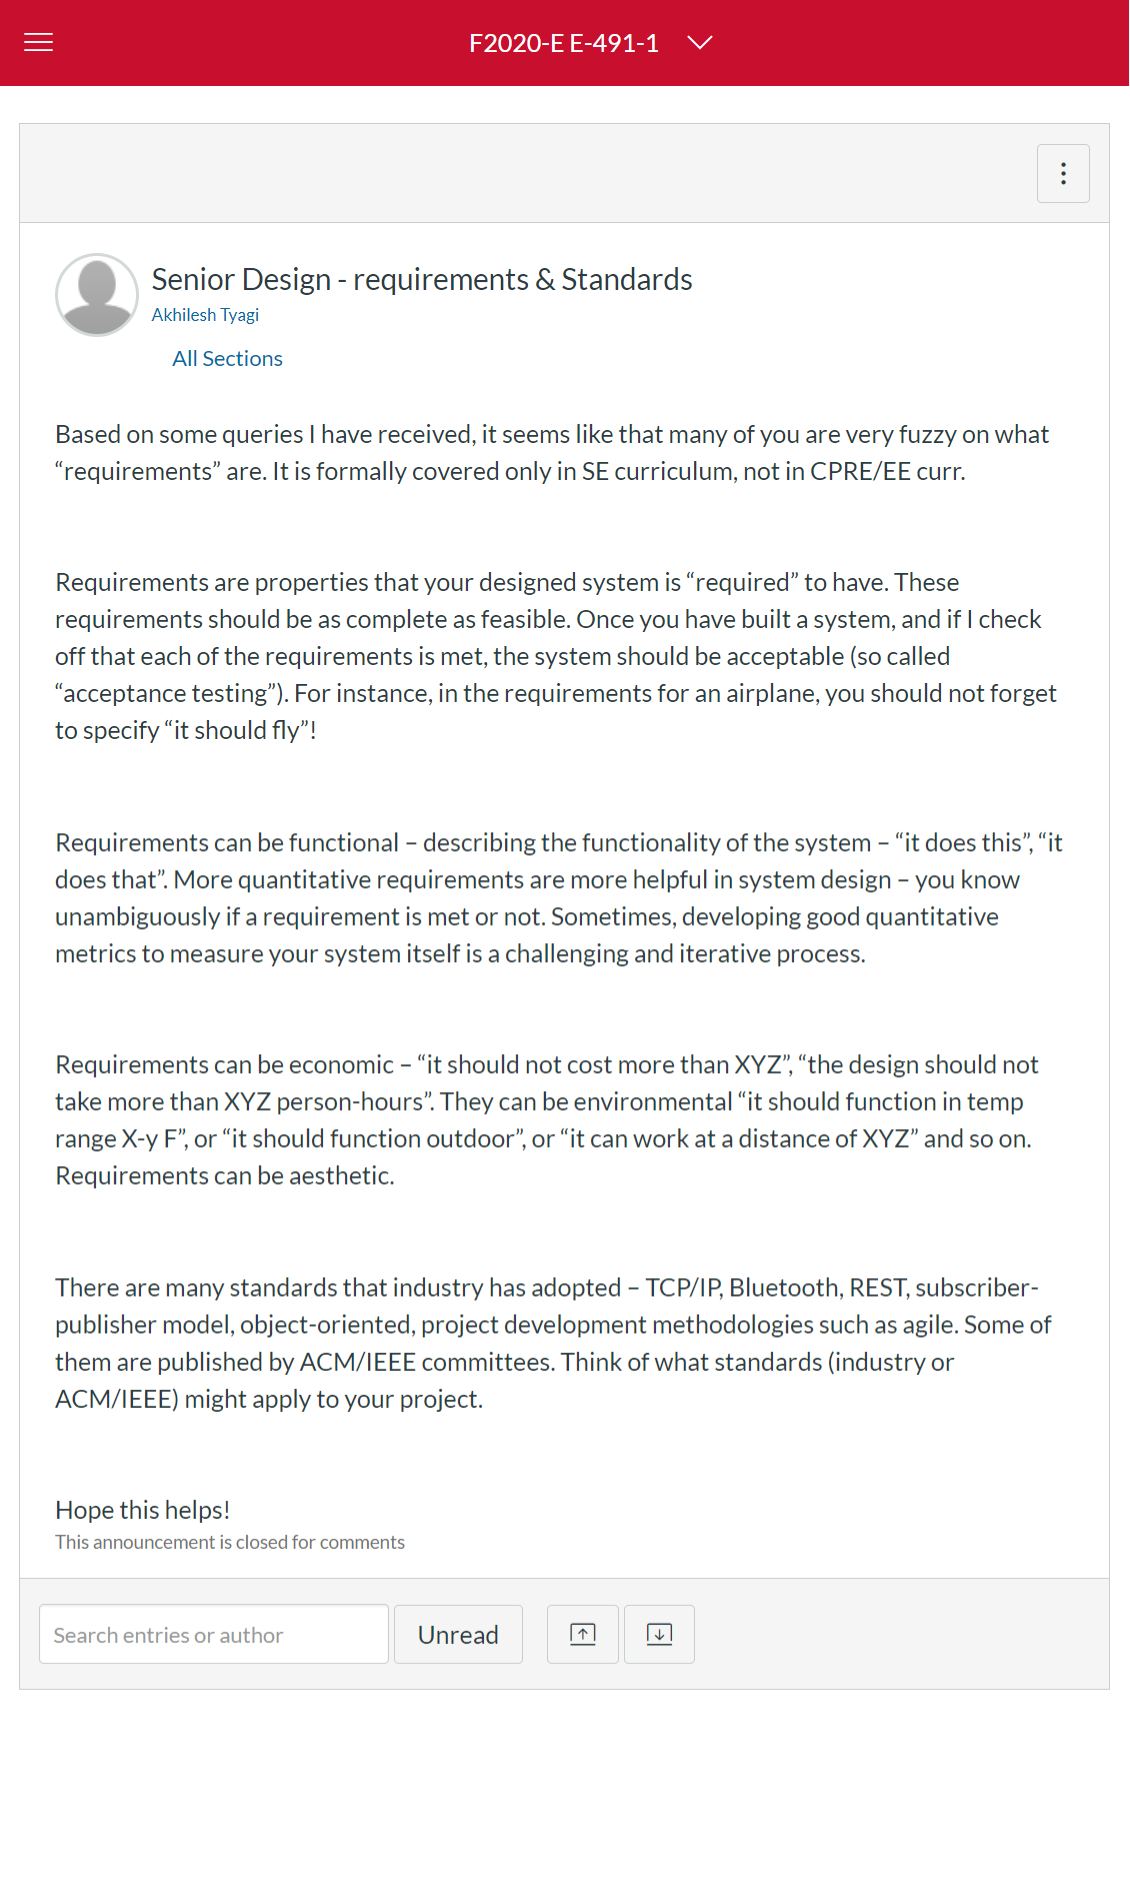 F2020-E E-491-1
Senior Design - requirements & Standards
Akhilesh Tyagi
All Sections
Based on some queries I have received, it seems like that many of you are very fuzzy on what
“requirements” are. It is formally covered only in SE curriculum, not in CPRE/EE curr.
Requirements are properties that your designed system is “required” to have. These
requirements should be as complete as feasible. Once you have built a system, and if I check
off that each of the requirements is met, the system should be acceptable (so called
“acceptance testing”). For instance, in the requirements for an airplane, you should not forget
to specify “it should fly”!
Requirements can be functional – describing the functionality of the system – “it does this”, “it
does that”. More quantitative requirements are more helpful in system design – you know
unambiguously if a requirement is met or not. Sometimes, developing good quantitative
metrics to measure your system itself is a challenging and iterative process.
Requirements can be economic – “it should not cost more than XYZ”, “the design should not
take more than XYZ person-hours”. They can be environmental “it should function in temp
range X-y F”, or “it should function outdoor”, or “it can work at a distance of XYZ” and so on.
Requirements can be aesthetic.
There are many standards that industry has adopted – TCP/IP, Bluetooth, REST, subscriber-
publisher model, object-oriented, project development methodologies such as agile. Some of
them are published by ACM/IEEE committees. Think of what standards (industry or
ACM/IEEE) might apply to your project.
Hope this helps!
This announcement is closed for comments
Search entries or author Unread